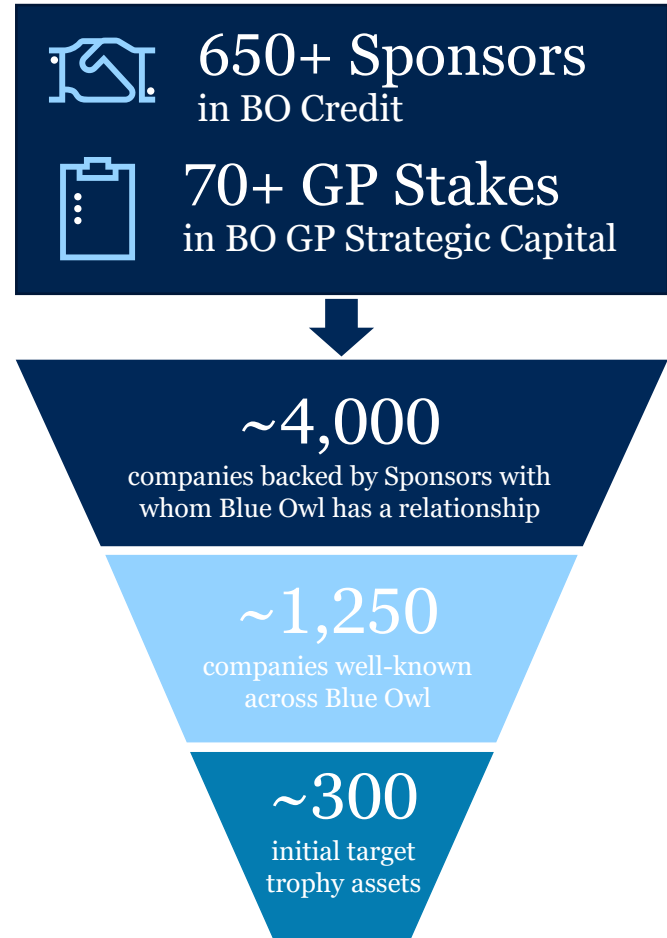 650+ Sponsors
in BO Credit
70+ GP Stakes
in BO GP Strategic Capital
~4,000
companies backed by Sponsors with
whom Blue Owl has a relationship
~1,250
companies well-known
across Blue Owl
~300
initial target
trophy assets